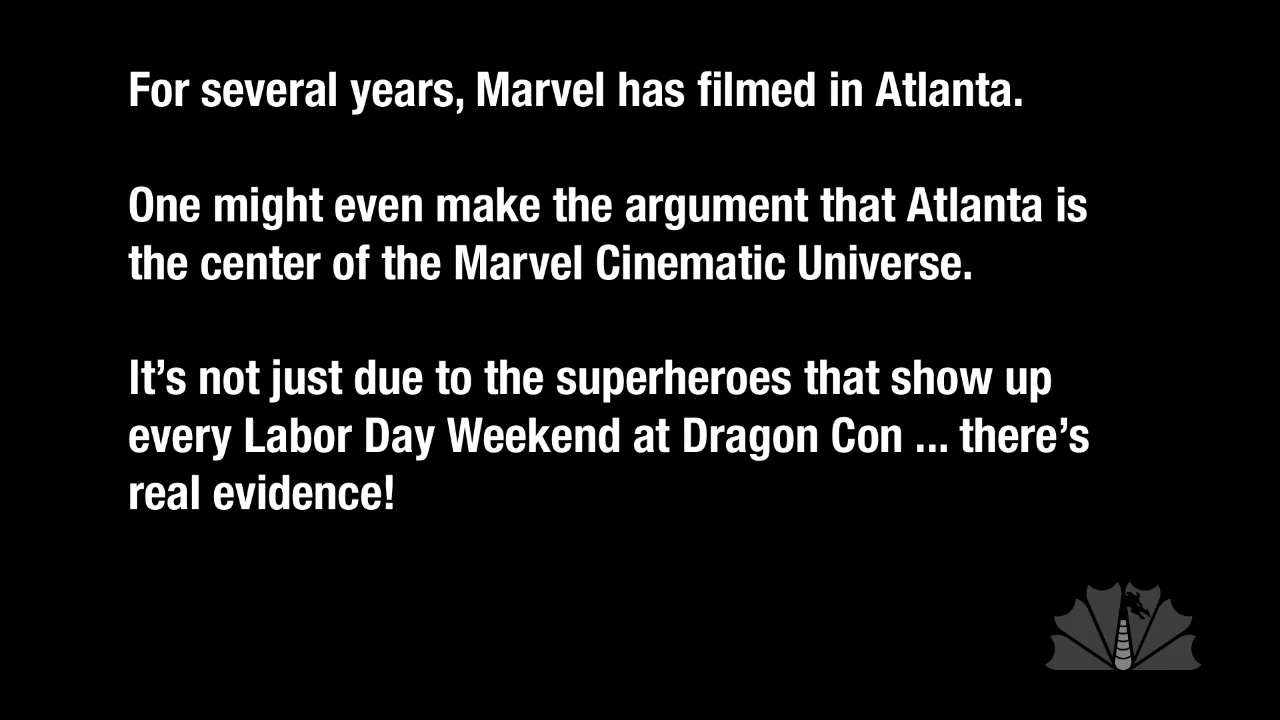 For several years, Marvel has filmed in Atlanta.
One might even make the argument that Atlanta is
the center of the Marvel Cinematic Universe.
It’s not just due to the superheroes that show up
every Labor Day Weekend at Dragon Con ... there’s
real evidence!